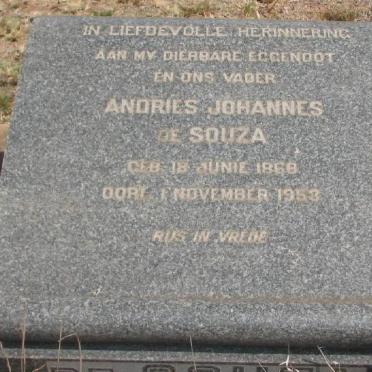 IN LIEFDEVOLLE HERINNERING
AAN MY DIERBARE EGGENOOT
EN ONS VADER
ANDRIES JOHANNES
DE SOUZA
GEB. 18 JUNIE 1868
OORL. 1 NOVEMBER 1953
RUS IN VREDE